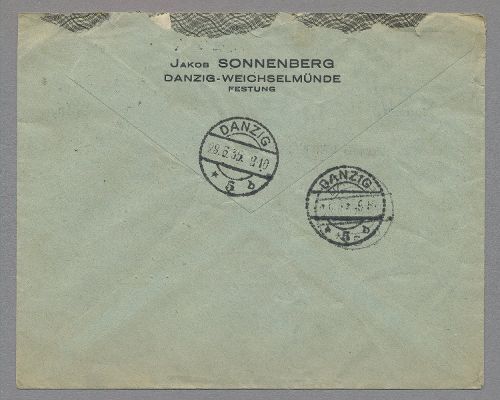 JAKOB SONNENBERG
DANZIG-WEICHSELMÜNDE
FESTUNG
DANZIG
* 5 b
DANZIG
* 5 b